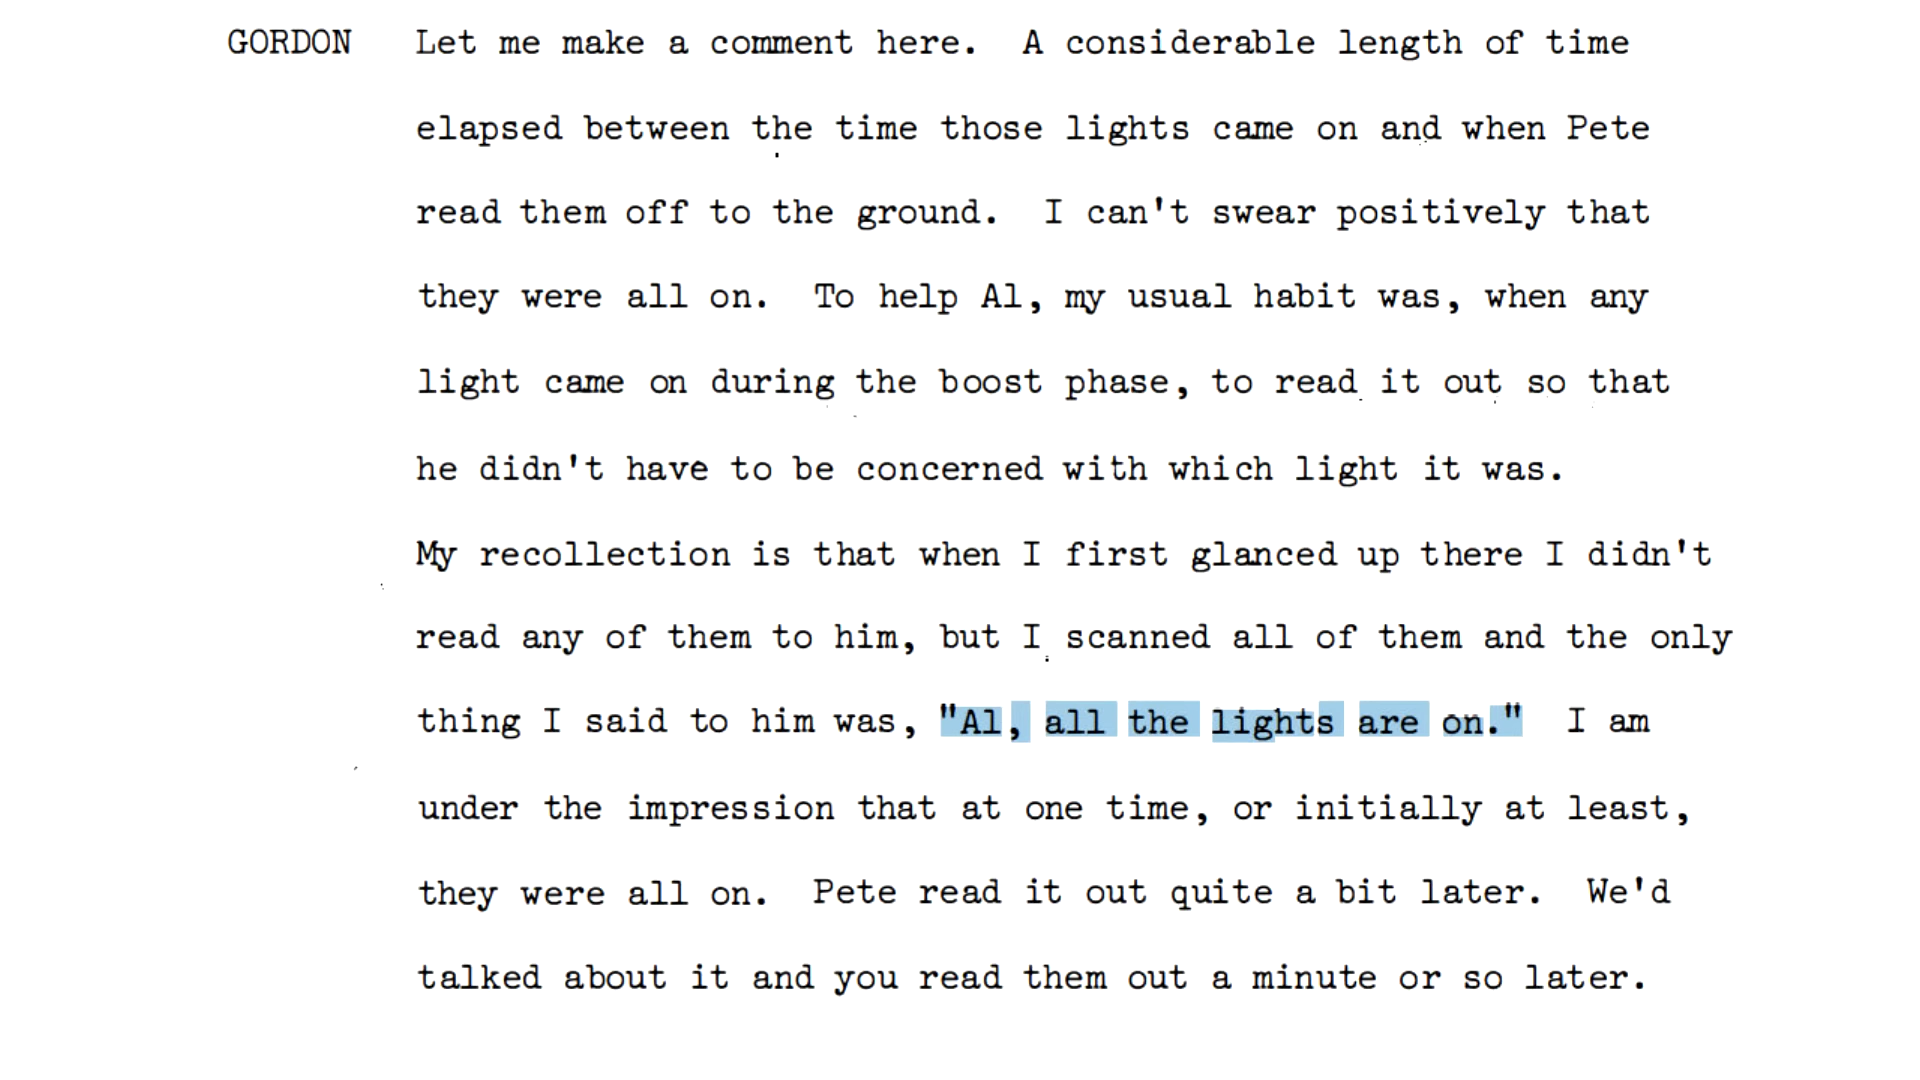 GORDON Let me make a comment here. A considerable length of time
elapsed between the time those lights came on and when Pete
read them off to the ground. I can't swear positively that
they were all on. To help Al, my usual habit was, when any
light came on during the boost phase, to read it out so that
he didn't have to be concerned with which light it was.
My recollection is that when I first glanced up there I didn't
read any of them to him, but I scanned all of them and the only
thing I said to him was, "Al, all the lights are on." I am
under the impression that at one time, or initially at least,
they were all on. Pete read it out quite a bit later. We'd
talked about it and you read them out a minute or so later.